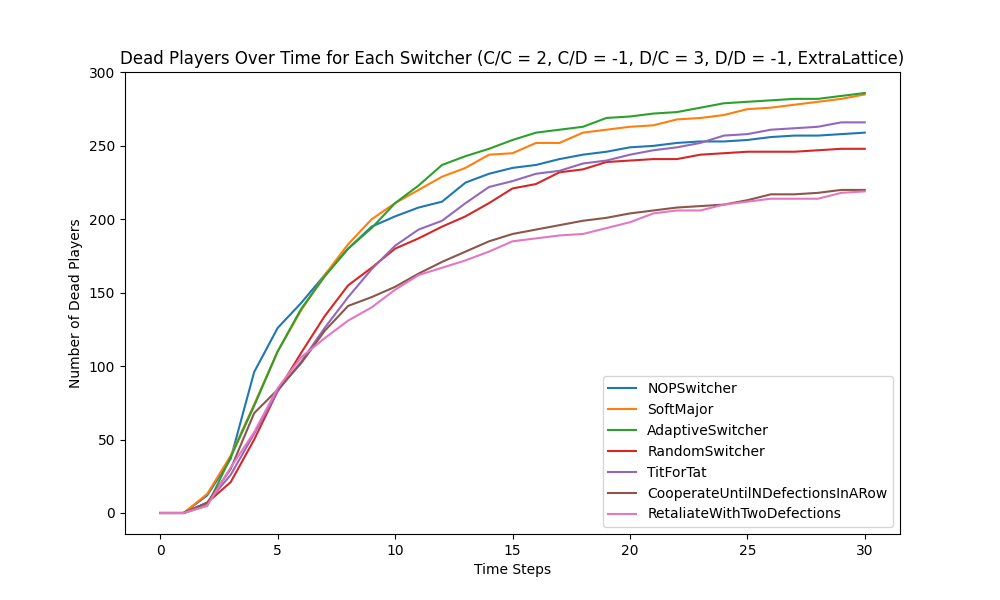 Dead Players Over Time for Each Switcher (C/C = 2, C/D = -1, D/C = 3, D/D = -1, ExtraLattice)
300
250
200
150
100
50
0
Number of Dead Players
0 5 10 15 20 25 30
Time Steps
NOPSwitcher
SoftMajor
AdaptiveSwitcher
RandomSwitcher
TitForTat
CooperateUntilNDefectionsInARow
RetaliateWithTwoDefections